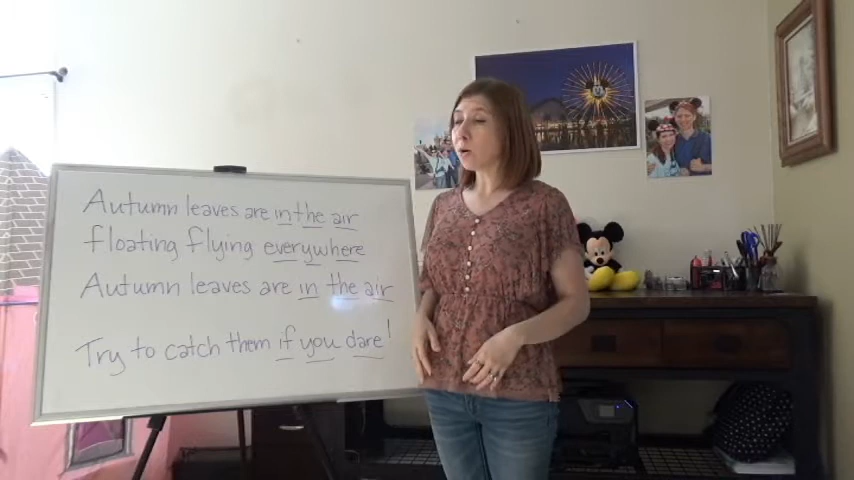 Autumn leaves are in the air
floating flying everywhere
Autumn leaves are in the air
Try to catch them if you dare!